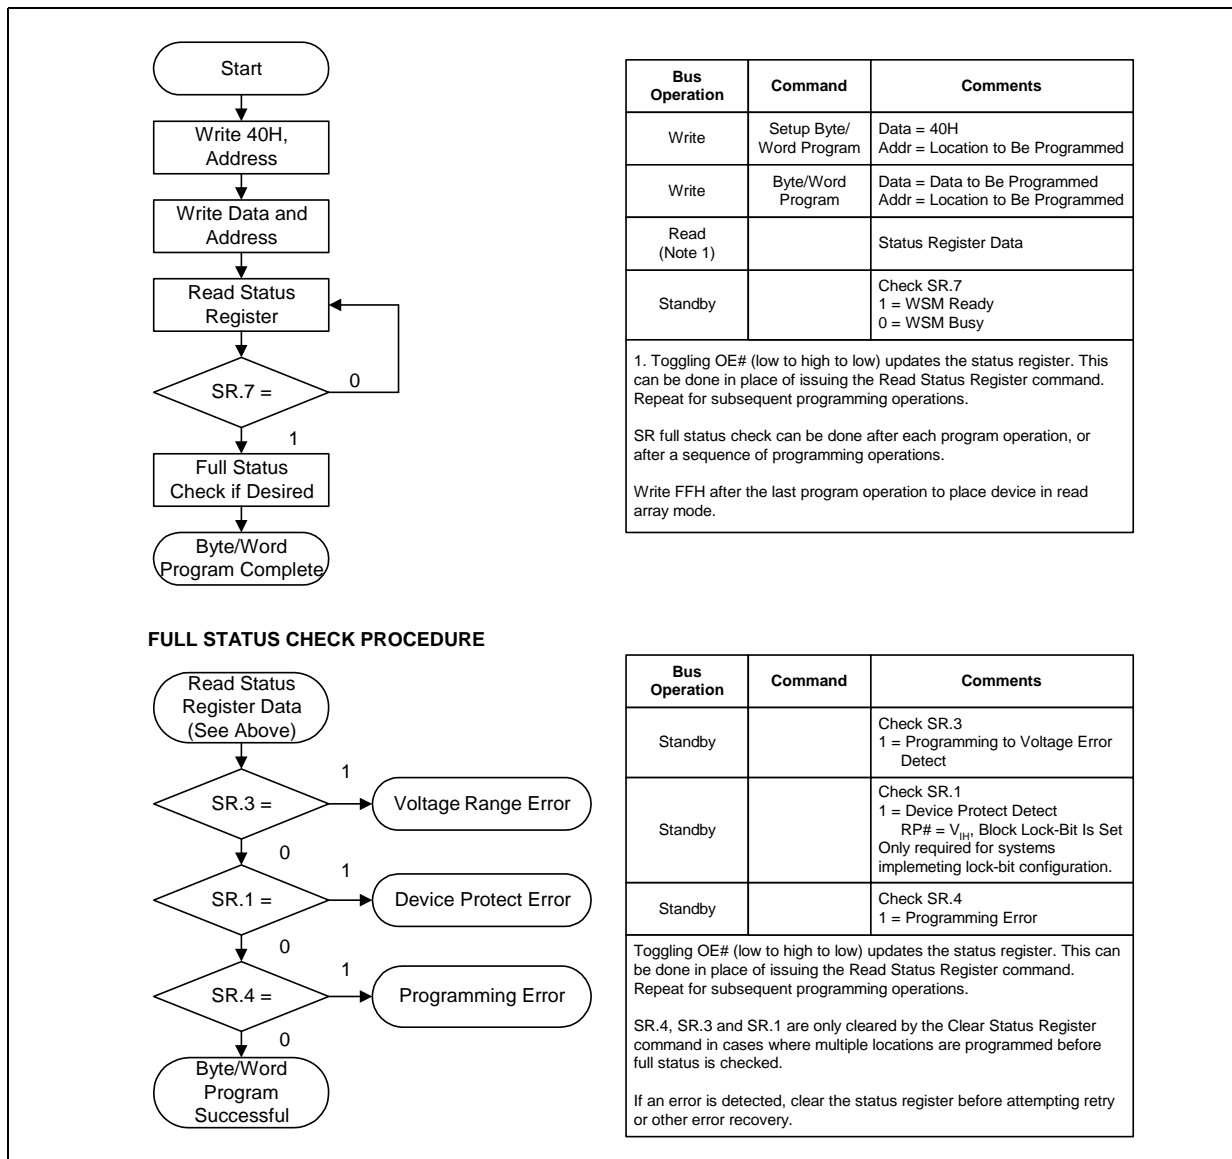 Start
Write 40H,
Address
Write Data and
Address
Read Status
Register
SR.7 =
0
1
Full Status
Check if Desired
Byte/Word
Program Complete
Bus
Operation
Command
Comments
Write
Setup Byte/
Word Program
Data = 40H
Addr = Location to Be Programmed
Write
Byte/Word
Program
Data = Data to Be Programmed
Addr = Location to Be Programmed
Read
(Note 1)
Status Register Data
Standby
Check SR.7
1 = WSM Ready
0 = WSM Busy
1. Toggling OE# (low to high to low) updates the status register. This
can be done in place of issuing the Read Status Register command.
Repeat for subsequent programming operations.
SR full status check can be done after each program operation, or
after a sequence of programming operations.
Write FFH after the last program operation to place device in read
array mode.
FULL STATUS CHECK PROCEDURE
Read Status
Register Data
(See Above)
SR.3 =
1
Voltage Range Error
0
SR.1 =
1
Device Protect Error
0
SR.4 =
1
Programming Error
0
Byte/Word
Program
Successful
Bus
Operation
Command
Comments
Standby
Check SR.3
1 = Programming to Voltage Error
Detect
Standby
Check SR.1
1 = Device Protect Detect
RP# = VIH, Block Lock-Bit Is Set
Only required for systems
implemeting lock-bit configuration.
Standby
Check SR.4
1 = Programming Error
Toggling OE# (low to high to low) updates the status register. This can
be done in place of issuing the Read Status Register command.
Repeat for subsequent programming operations.
SR.4, SR.3 and SR.1 are only cleared by the Clear Status Register
command in cases where multiple locations are programmed before
full status is checked.
If an error is detected, clear the status register before attempting retry
or other error recovery.